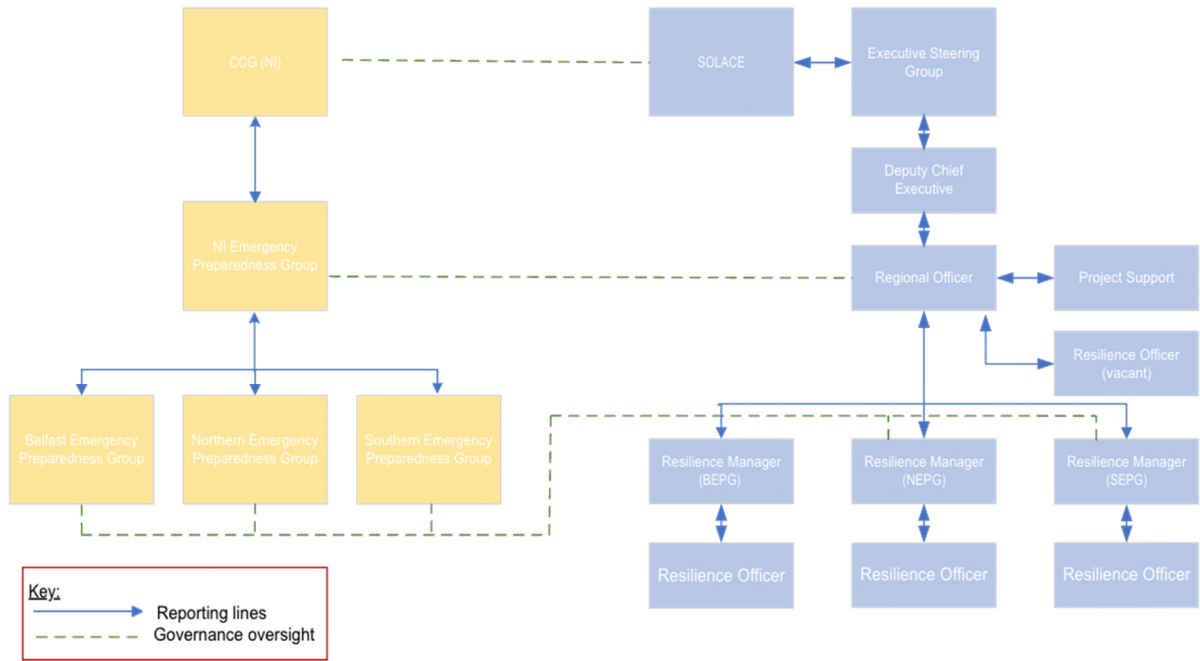 CCG (NI)
SOLACE
Executive Steering
Group
Deputy Chief
Executive
NI Emergency
Preparedness Group
Regional Officer
Project Support
Resilience Officer
(vacant)
Belfast Emergency
Preparedness Group
Northern Emergency
Preparedness Group
Southern Emergency
Preparedness Group
Resilience Manager
(BEPG)
Resilience Manager
(NEPG)
Resilience Manager
(SEPG)
Resilience Officer
Resilience Officer
Resilience Officer
Key:
Reporting lines
Governance oversight